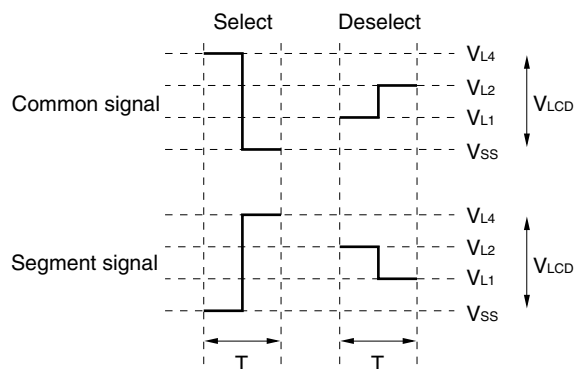 Select Deselect
VL4
VL2
Common signal VLCD
VL1
VSS
VL4
VL2
Segment signal VLCD
VL1
VSS
T T